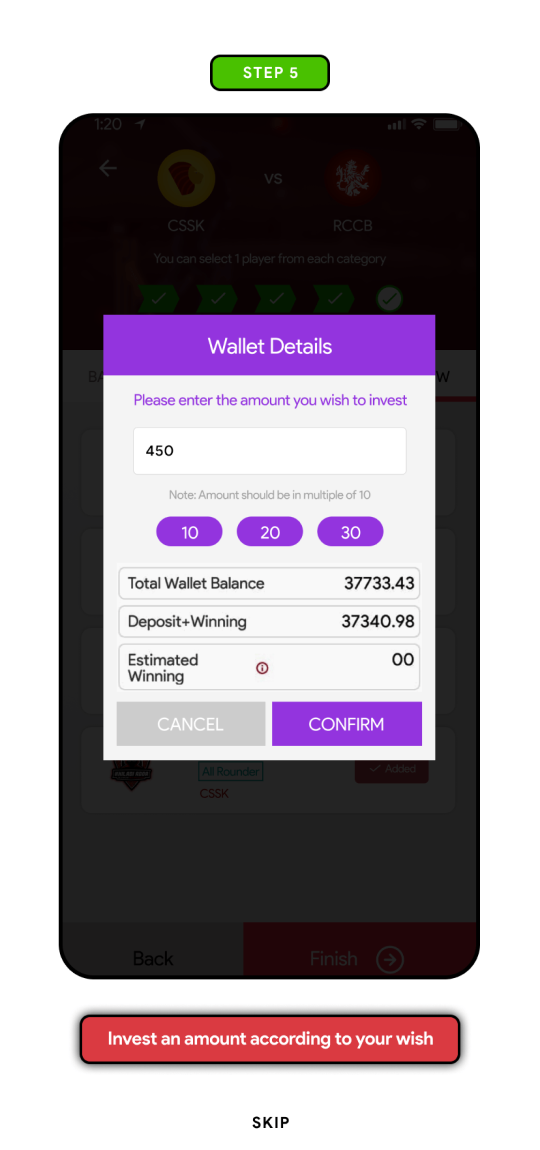 STEP 5
1:20
VS
CSSK
RCCB
You can select 1 player from each category
BA
W
Wallet Details
Please enter the amount you wish to invest
450
Note: Amount should be in multiple of 10
10
20
30
Total Wallet Balance 37733.43
Deposit+Winning 37340.98
Estimated 00
Winning
CANCEL
CONFIRM
All Rounder
Added
CSSK
Back
Finish
Invest an amount according to your wish
SKIP